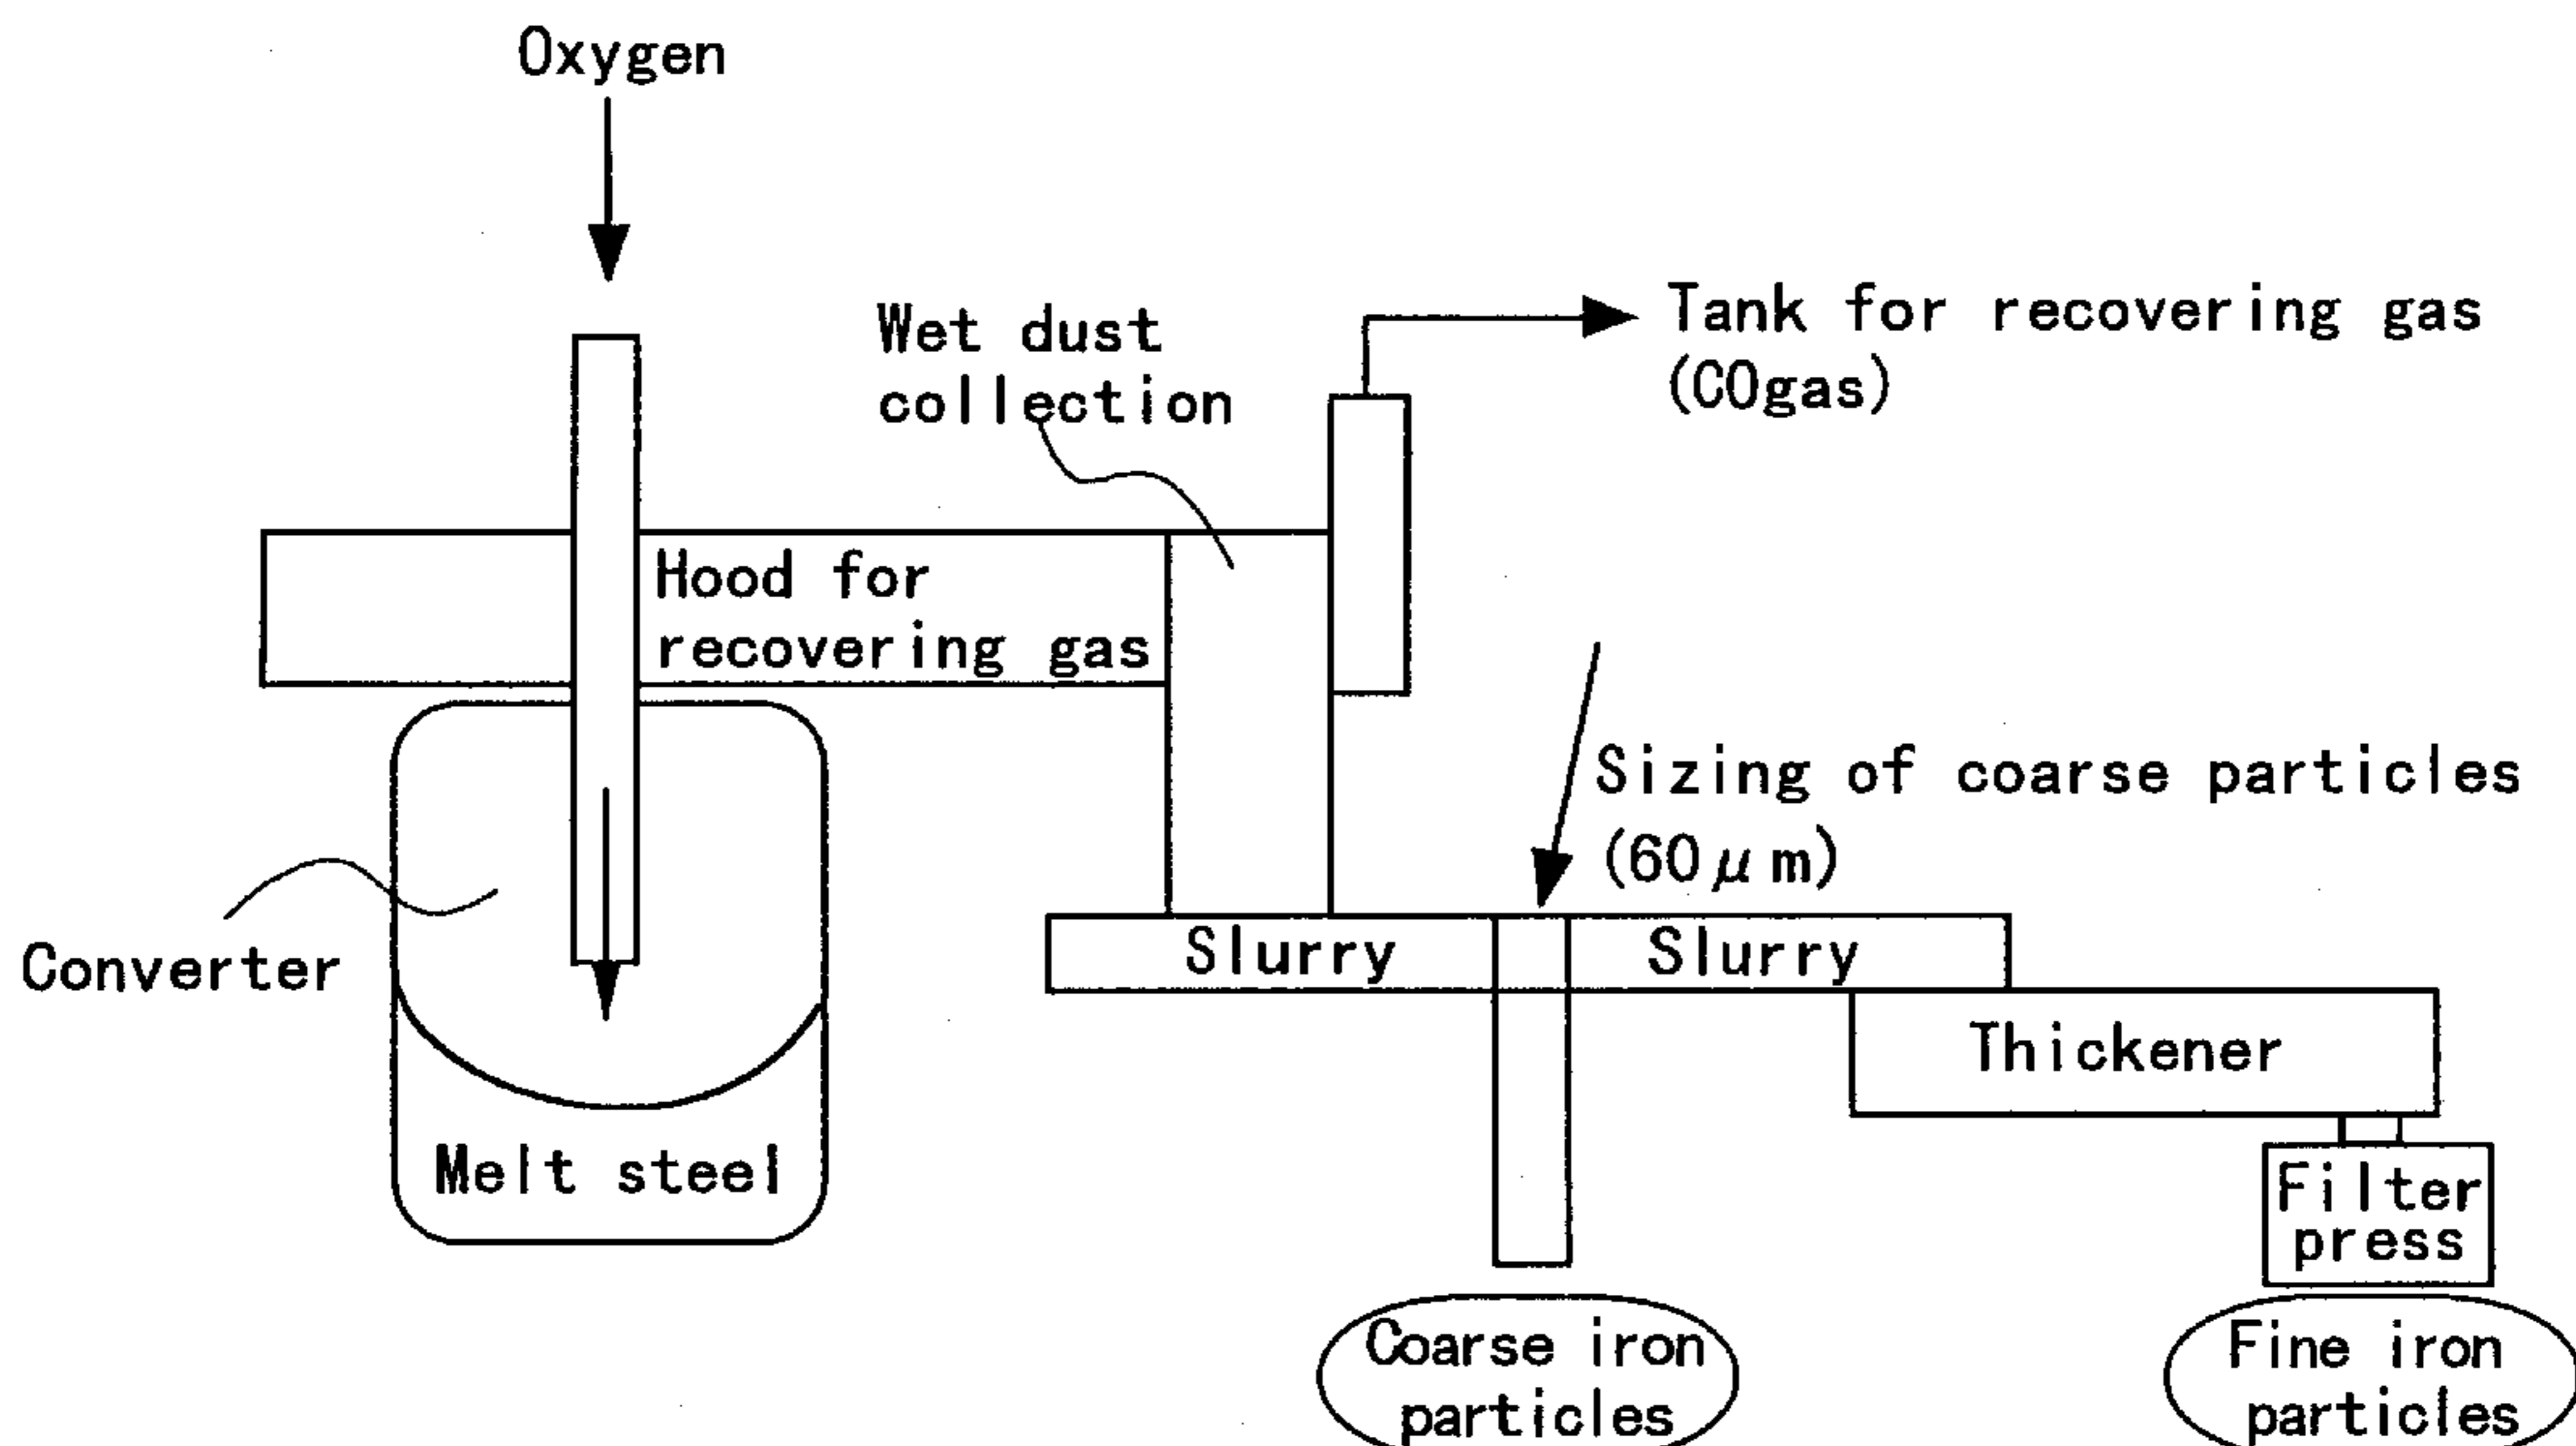 Oxygen
Wet dust
collection
Tank for recovering gas
(COgas)
Hood for
recovering gas
Sizing of coarse particles
(60μm)
Converter
Slurry
Slurry
Thickener
Melt steel
Filter
press
Coarse iron
particles
Fine iron
particles